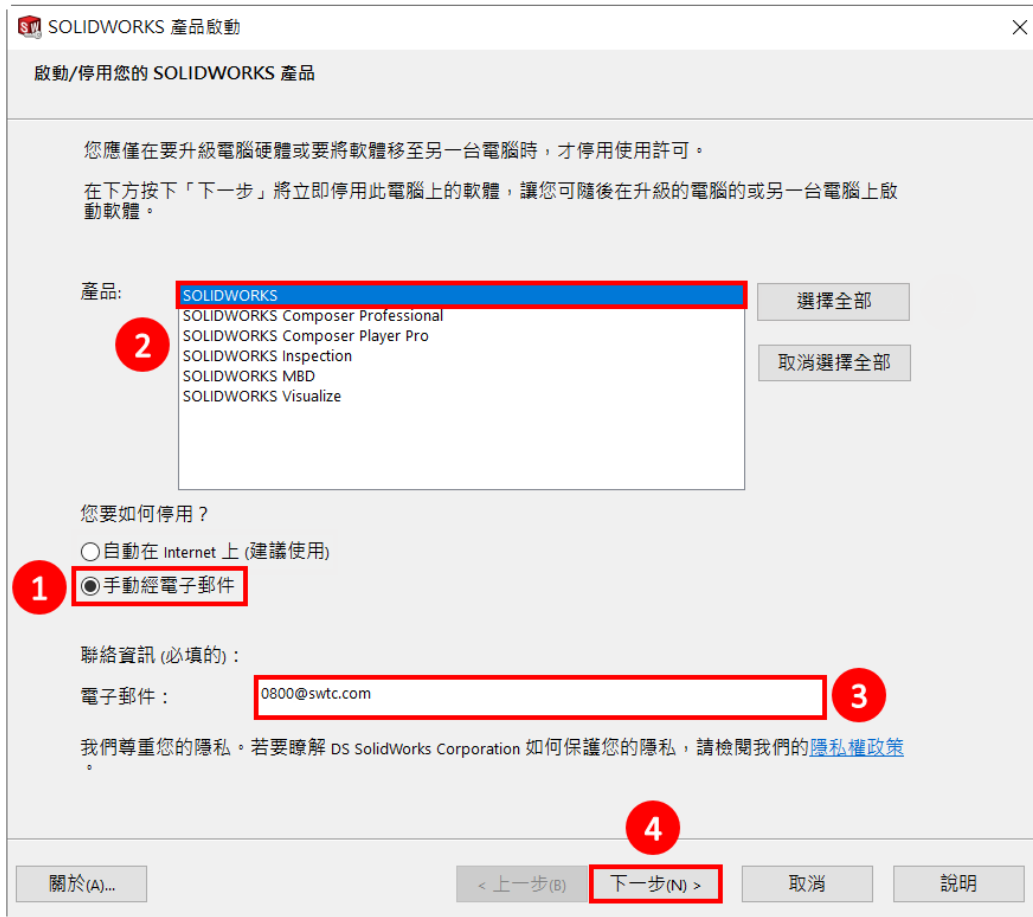 SOLIDWORKS 產品啟動
啟動/停用您的 SOLIDWORKS 產品
您應僅在要升級電腦硬體或要將軟體移至另一台電腦時，才停用使用許可。
在下方按下「下一步」將立即停用此電腦上的軟體，讓您可隨後在升級的電腦的或另一台電腦上啟
動軟體。
產品:
SOLIDWORKS
選擇全部
SOLIDWORKS Composer Professional
2
SOLIDWORKS Composer Player Pro
SOLIDWORKS Inspection
取消選擇全部
SOLIDWORKS MBD
SOLIDWORKS Visualize
您要如何停用？
自動在 Internet 上 (建議使用)
1
手動經電子郵件
聯絡資訊 (必填的)：
電子郵件：
0800@swtc.com
3
我們尊重您的隱私。若要瞭解 DS SolidWorks Corporation 如何保護您的隱私，請檢閱我們的隱私權政策
。
4
關於(A)...
< 上一步(B)
下一步(N) >
取消
說明